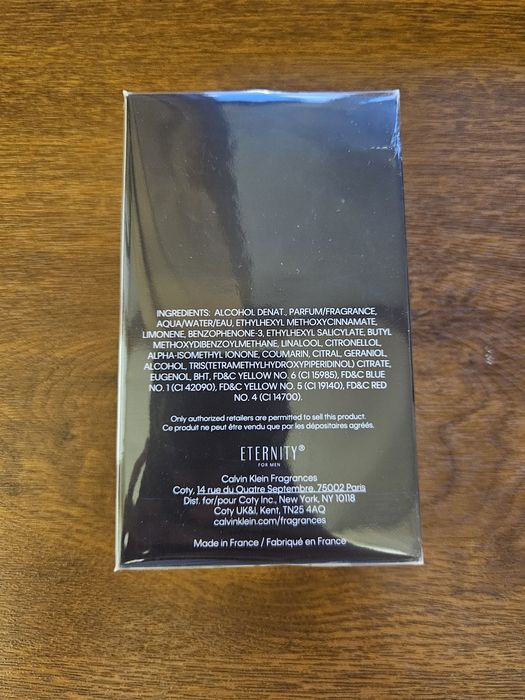 INGREDIENTS: ALCOHOL DENAT., PARFUM/FRAGRANCE,
AQUA/WATER/EAU, ETHYLHEXYL METHOXYCINNAMATE,
LIMONENE, BENZOPHENONE-3, ETHYLHEXYL SALICYLATE, BUTYL
METHOXYDIBENZOYLMETHANE, LINALOOL, CITRONELLOL,
ALPHA-ISOMETHYL IONONE, COUMARIN, CITRAL, GERANIOL,
ALCOHOL, TRIS(TETRAMETHYLHYDROXYPIPERIDINOL) CITRATE,
EUGENOL, BHT, FD&C YELLOW NO. 6 (CI 15985), FD&C BLUE
NO. 1 (CI 42090), FD&C YELLOW NO. 5 (CI 19140), FD&C RED
NO. 4 (CI 14700).
Only authorized retailers are permitted to sell this product.
Ce produit ne peut être vendu que par les dépositaires agréés.
ETERNITY®
FOR MEN
Calvin Klein Fragrances
Coty, 14 rue du Quatre Septembre, 75002 Paris
Dist. for/pour Coty Inc., New York, NY 10118
Coty UK&I, Kent, TN25 4AQ
calvinklein.com/fragrances
Made in France / Fabriqué en France